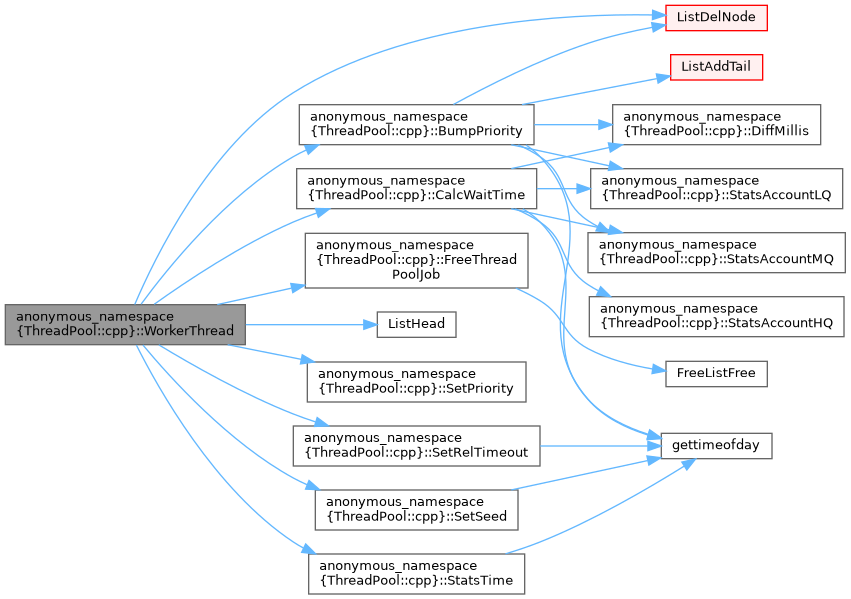 anonymous_namespace
{ThreadPool::cpp}::WorkerThread
anonymous_namespace
{ThreadPool::cpp}::BumpPriority
anonymous_namespace
{ThreadPool::cpp}::CalcWaitTime
anonymous_namespace
{ThreadPool::cpp}::FreeThread
PoolJob
ListHead
anonymous_namespace
{ThreadPool::cpp}::SetPriority
anonymous_namespace
{ThreadPool::cpp}::SetRelTimeout
anonymous_namespace
{ThreadPool::cpp}::SetSeed
anonymous_namespace
{ThreadPool::cpp}::StatsTime
ListDelNode
ListAddTail
anonymous_namespace
{ThreadPool::cpp}::DiffMillis
anonymous_namespace
{ThreadPool::cpp}::StatsAccountLQ
anonymous_namespace
{ThreadPool::cpp}::StatsAccountMQ
anonymous_namespace
{ThreadPool::cpp}::StatsAccountHQ
FreeListFree
gettimeofday